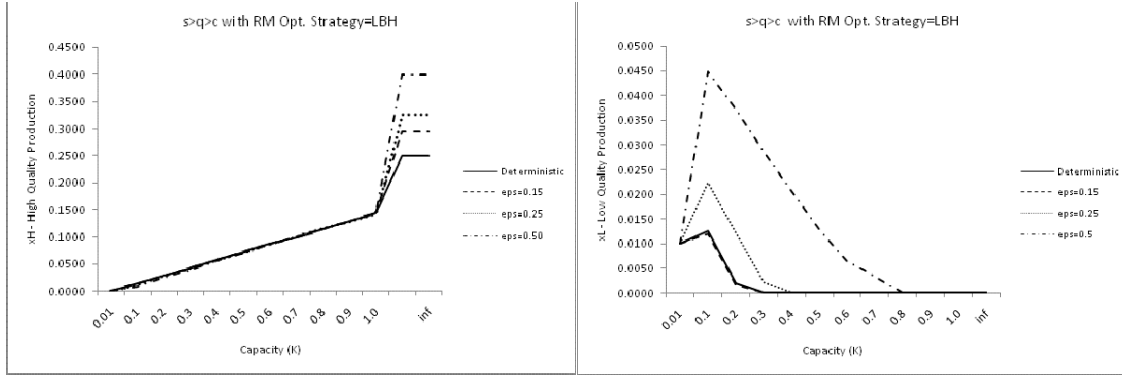 s>q>c with RM Opt. Strategy=LBH
0.4500
0.4000
0.3500
0.3000
0.2500
0.2000
0.1500
0.1000
0.0500
0.0000
xH - High Quality Production
0.01
0.1
0.2
0.3
0.4
0.5
0.6
0.8
0.9
1.0
inf
Capacity (K)
Deterministic
eps=0.15
eps=0.25
eps=0.50
s>q>c with RM Opt. Strategy=LBH
0.0500
0.0450
0.0400
0.0350
0.0300
0.0250
0.0200
0.0150
0.0100
0.0050
0.0000
xL - Low Quality Production
0.01
0.1
0.2
0.3
0.4
0.5
0.6
0.8
0.9
1.0
inf
Capacity (K)
Deterministic
eps=0.15
eps=0.25
eps=0.5